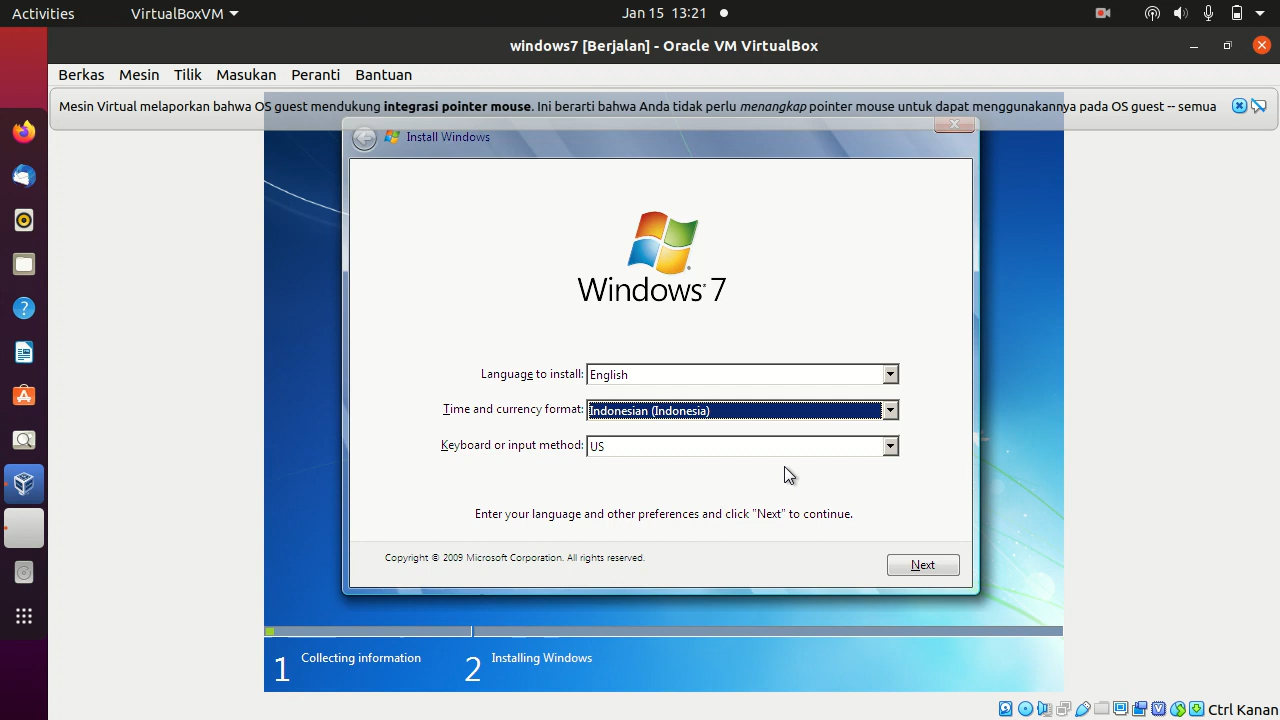 Activities
VirtualBoxVM
Jan 15 13:21
windows7 [Berjalan] - Oracle VM VirtualBox
Berkas Mesin Tilik Masukan Peranti Bantuan
Mesin Virtual melaporkan bahwa OS guest mendukung integrasi pointer mouse. Ini berarti bahwa Anda tidak perlu menangkap pointer mouse untuk dapat menggunakannya pada OS guest -- semua
Install Windows
Windows 7
Language to install: English
Time and currency format: Indonesian (Indonesia)
Keyboard or input method: US
Enter your language and other preferences and click "Next" to continue.
Copyright © 2009 Microsoft Corporation. All rights reserved.
Next
1 Collecting information
2 Installing Windows
Ctrl Kanan